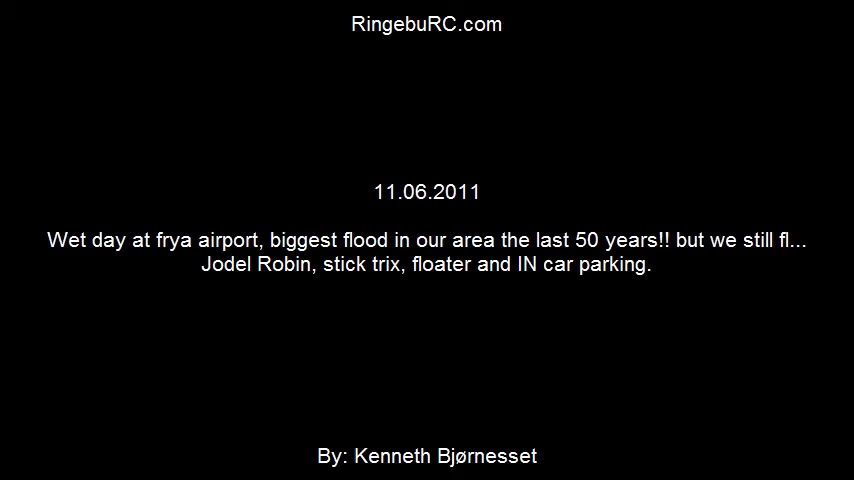 RingebuRC.com
11.06.2011
Wet day at frya airport, biggest flood in our area the last 50 years!! but we still fl...
Jodel Robin, stick trix, floater and IN car parking.
By: Kenneth Bjørnesset